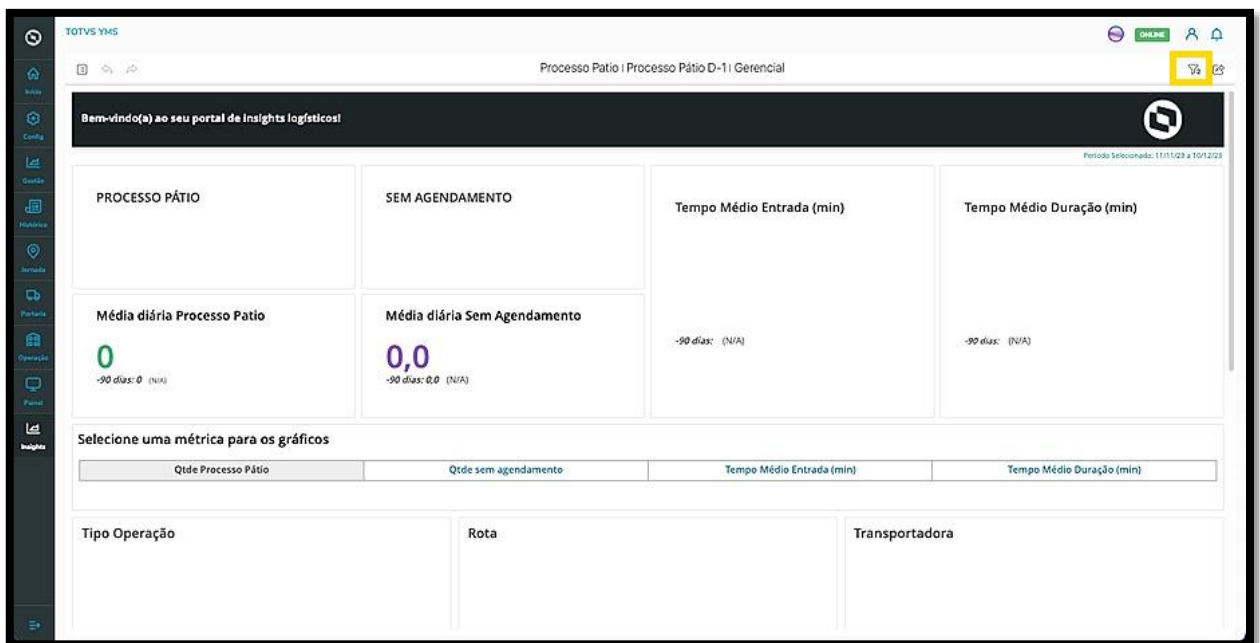 TOTVS YMS
ONLINE
Processo Patio | Processo Pátio D-1 | Gerencial
Início
Config
Gestão
Histórico
Jornada
Portaria
Operação
Painel
Insights
Bem-vindo(a) ao seu portal de insights logísticos!
Período Selecionado: 11/11/23 a 10/12/23
PROCESSO PÁTIO
SEM AGENDAMENTO
Tempo Médio Entrada (min)
Tempo Médio Duração (min)
Média diária Processo Patio
Média diária Sem Agendamento
0
0,0
-90 dias: 0 (N/A)
-90 dias: 0,0 (N/A)
-90 dias: (N/A)
-90 dias: (N/A)
Selecione uma métrica para os gráficos
Qtde Processo Pátio
Qtde sem agendamento
Tempo Médio Entrada (min)
Tempo Médio Duração (min)
Tipo Operação
Rota
Transportadora